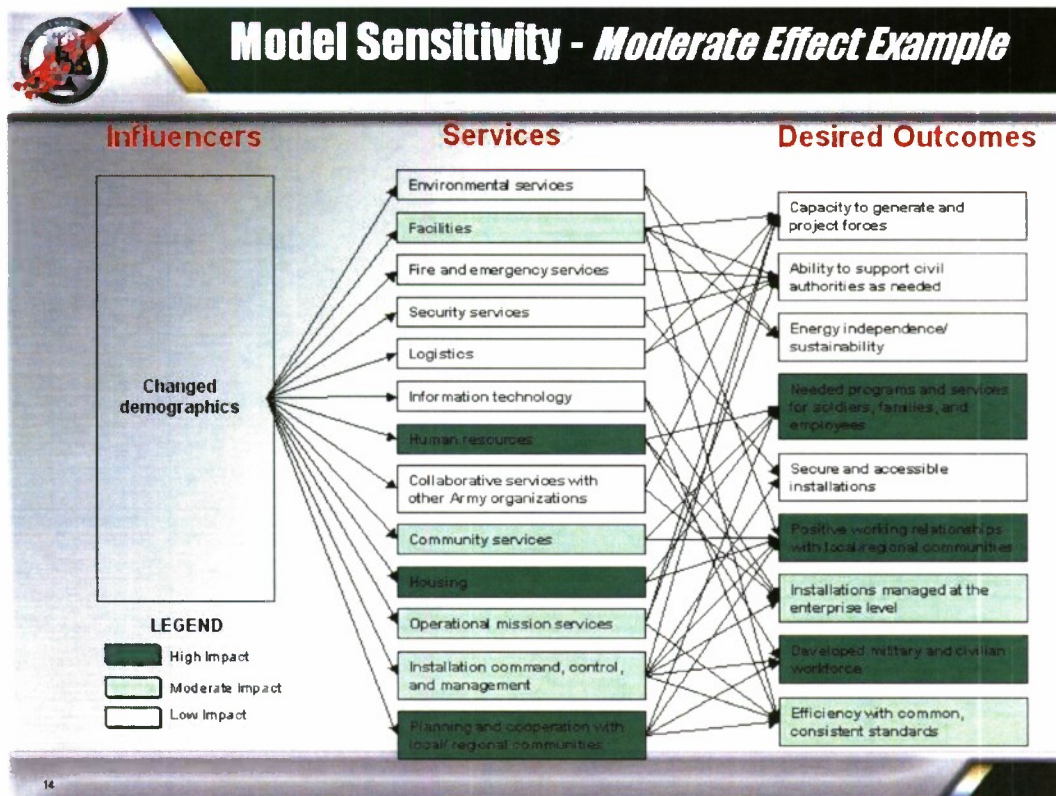 Model Sensitivity - Moderate Effect Example
Influencers
Services
Desired Outcomes
Changed
demographics
LEGEND
High Impact
Moderate Impact
Low Impact
Environmental services
Facilities
Fire and emergency services
Security services
Logistics
Information technology
Human resources
Collaborative services with
other Army organizations
Community services
Housing
Operational mission services
Installation command, control,
and management
Planning and cooperation with
local/regional communities
Capacity to generate and
project forces
Ability to support civil
authorities as needed
Energy independence/
sustainability
Needed programs and services
for soldiers, families, and
employees
Secure and accessible
installations
Positive working relationships
with local/regional communities
Installations managed at the
enterprise level
Developed military and civilian
workforce
Efficiency with common,
consistent standards
14